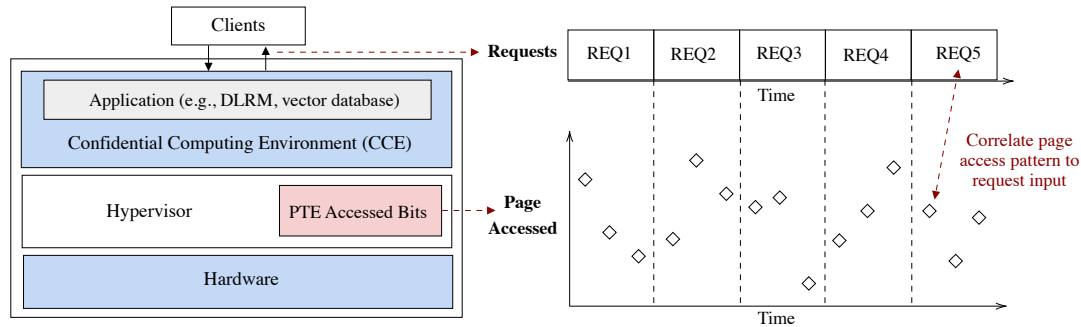 Clients
Application (e.g., DLRM, vector database)
Confidential Computing Environment (CCE)
Hypervisor
PTE Accessed Bits
Hardware
Requests
Page
Accessed
REQ1
REQ2
REQ3
REQ4
REQ5
Time
Correlate page
access pattern to
request input
Time